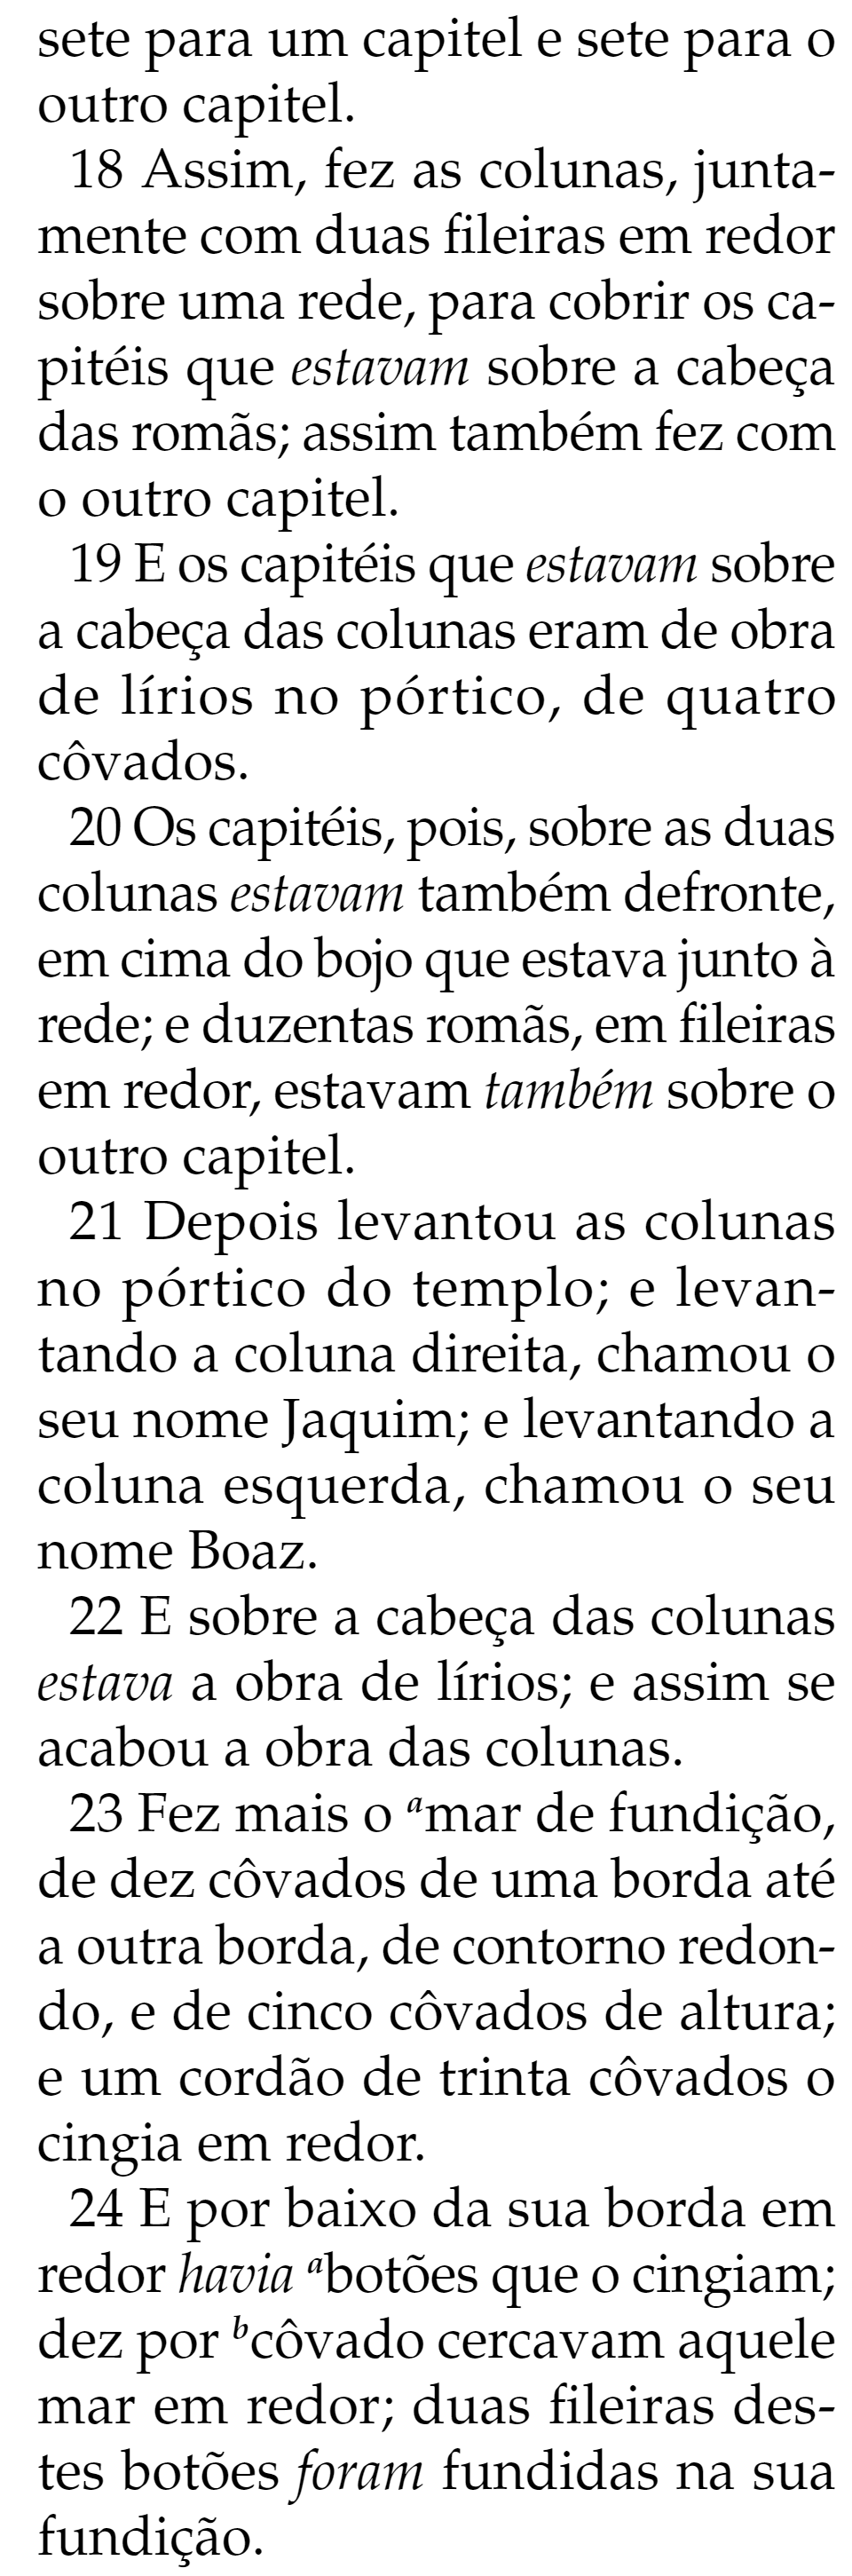 sete para um capitel e sete para o
outro capitel.
18 Assim, fez as colunas, junta-
mente com duas fileiras em redor
sobre uma rede, para cobrir os ca-
pitéis que estavam sobre a cabeça
das romãs; assim também fez com
o outro capitel.
19 E os capitéis que estavam sobre
a cabeça das colunas eram de obra
de lírios no pórtico, de quatro
côvados.
20 Os capitéis, pois, sobre as duas
colunas estavam também defronte,
em cima do bojo que estava junto à
rede; e duzentas romãs, em fileiras
em redor, estavam também sobre o
outro capitel.
21 Depois levantou as colunas
no pórtico do templo; e levan-
tando a coluna direita, chamou o
seu nome Jaquim; e levantando a
coluna esquerda, chamou o seu
nome Boaz.
22 E sobre a cabeça das colunas
estava a obra de lírios; e assim se
acabou a obra das colunas.
23 Fez mais o ᵃmar de fundição,
de dez côvados de uma borda até
a outra borda, de contorno redon-
do, e de cinco côvados de altura;
e um cordão de trinta côvados o
cingia em redor.
24 E por baixo da sua borda em
redor havia ᵃbotões que o cingiam;
dez por ᵇcôvado cercavam aquele
mar em redor; duas fileiras des-
tes botões foram fundidas na sua
fundição.